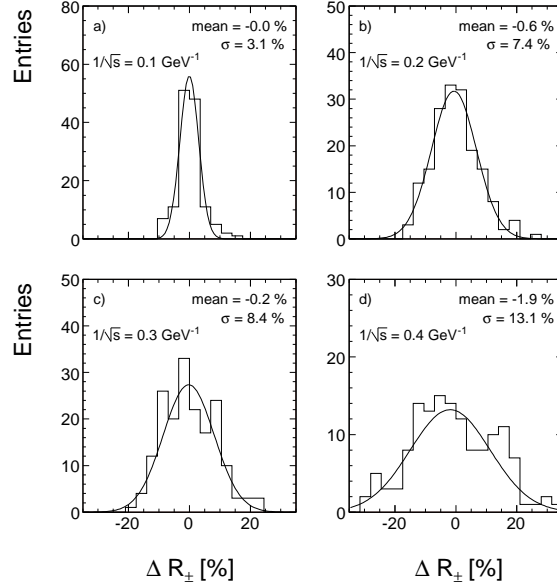 Entries
a)
mean = -0.0 %
σ = 3.1 %
1/√s = 0.1 GeV⁻¹
60
40
20
0
b)
mean = -0.6 %
σ = 7.4 %
1/√s = 0.2 GeV⁻¹
50
40
30
20
10
0
Entries
c)
mean = -0.2 %
σ = 8.4 %
1/√s = 0.3 GeV⁻¹
50
40
30
20
10
0
-20 0 20
Δ R± [%]
d)
mean = -1.9 %
σ = 13.1 %
1/√s = 0.4 GeV⁻¹
30
20
10
0
-20 0 20
Δ R± [%]